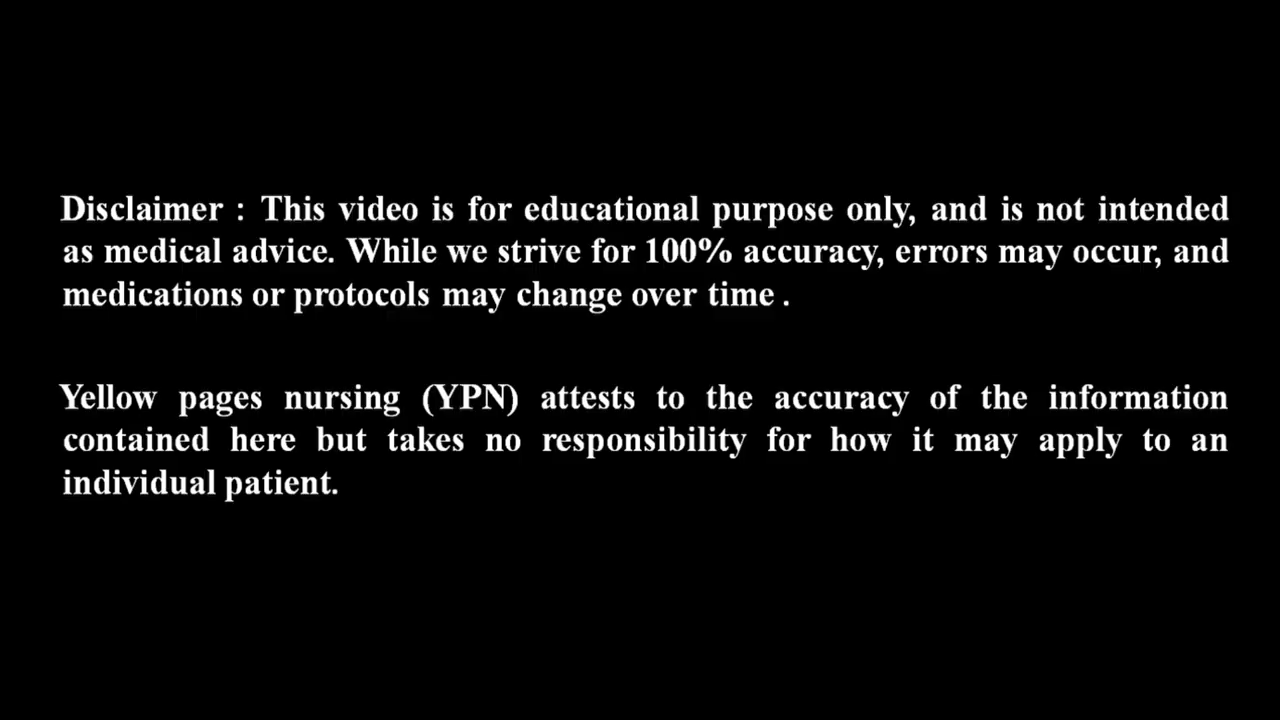 Disclaimer : This video is for educational purpose only, and is not intended
as medical advice. While we strive for 100% accuracy, errors may occur, and
medications or protocols may change over time .
Yellow pages nursing (YPN) attests to the accuracy of the information
contained here but takes no responsibility for how it may apply to an
individual patient.